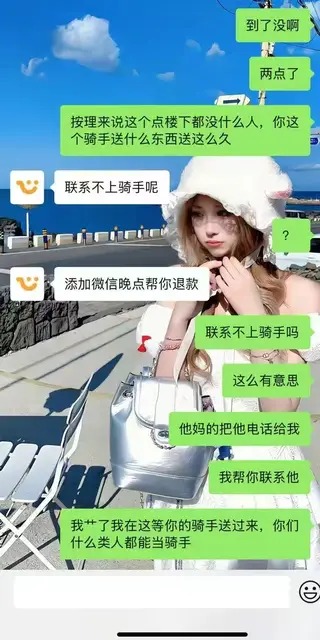 到了没啊
两点了
按理来说这个点楼下都没什么人，你这
个骑手送什么东西送这么久
联系不上骑手呢
？
添加微信晚点帮你退款
联系不上骑手吗
这么有意思
他妈的把他电话给我
我帮你联系他
我艹了我在这等你的骑手送过来，你们
什么类人都能当骑手